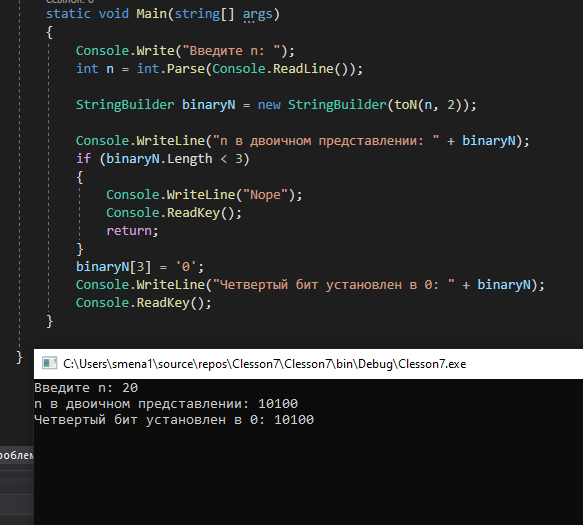 static void Main(string[] args)
{
Console.Write("Введите n: ");
int n = int.Parse(Console.ReadLine());
StringBuilder binaryN = new StringBuilder(toN(n, 2));
Console.WriteLine("n в двоичном представлении: " + binaryN);
if (binaryN.Length < 3)
{
Console.WriteLine("Nope");
Console.ReadKey();
return;
}
binaryN[3] = '0';
Console.WriteLine("Четвертый бит установлен в 0: " + binaryN);
Console.ReadKey();
}
}
C:\Users\smena1\source\repos\Clesson7\Clesson7\bin\Debug\Clesson7.exe
Введите n: 20
n в двоичном представлении: 10100
Четвертый бит установлен в 0: 10100